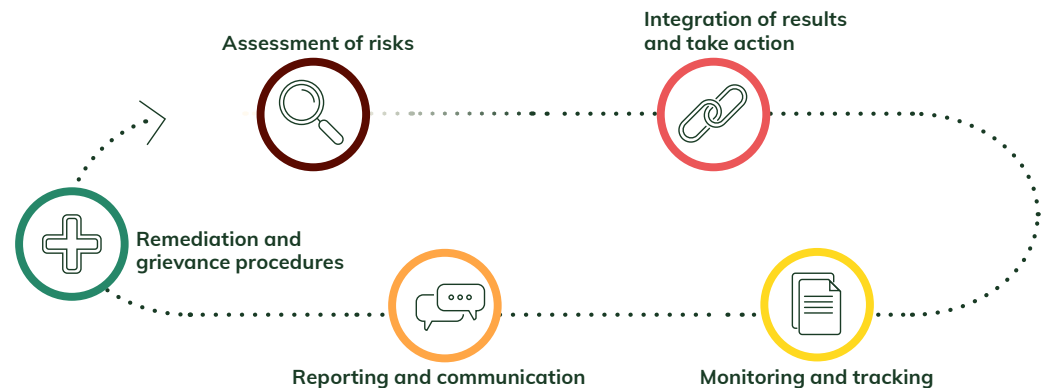 Assessment of risks
Integration of results
and take action
Remediation and
grievance procedures
Reporting and communication
Monitoring and tracking